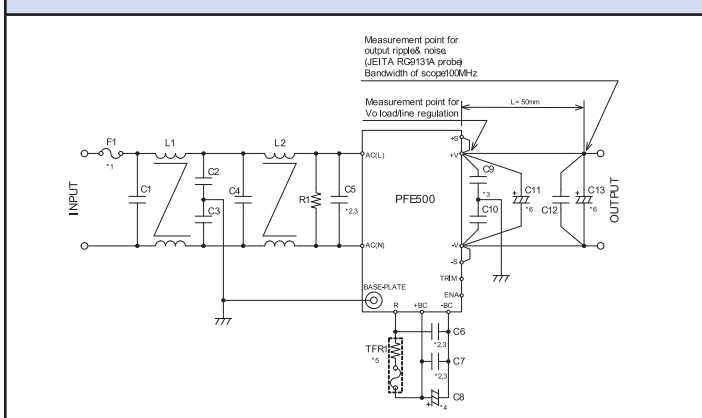 Measurement point for
output ripple& noise.
(JEITA RG9131A probe)
Bandwidth of scope100MHz
Measurement point for
Vo load/line regulation
L= 50mm
F1
*1
L1
L2
C1
C2
C3
C4
R1
C5
*2,3
INPUT
AC(L)
AC(N)
PFE500
BASE-PLATE
+S
+V
-V
-S
TRIM
ENA
R
+BC
-BC
C9
*3
C10
C11
*6
C12
C13
*6
+
+
OUTPUT
TFR1
*5
C6
*2,3
C7
*2,3
C8
+
*4